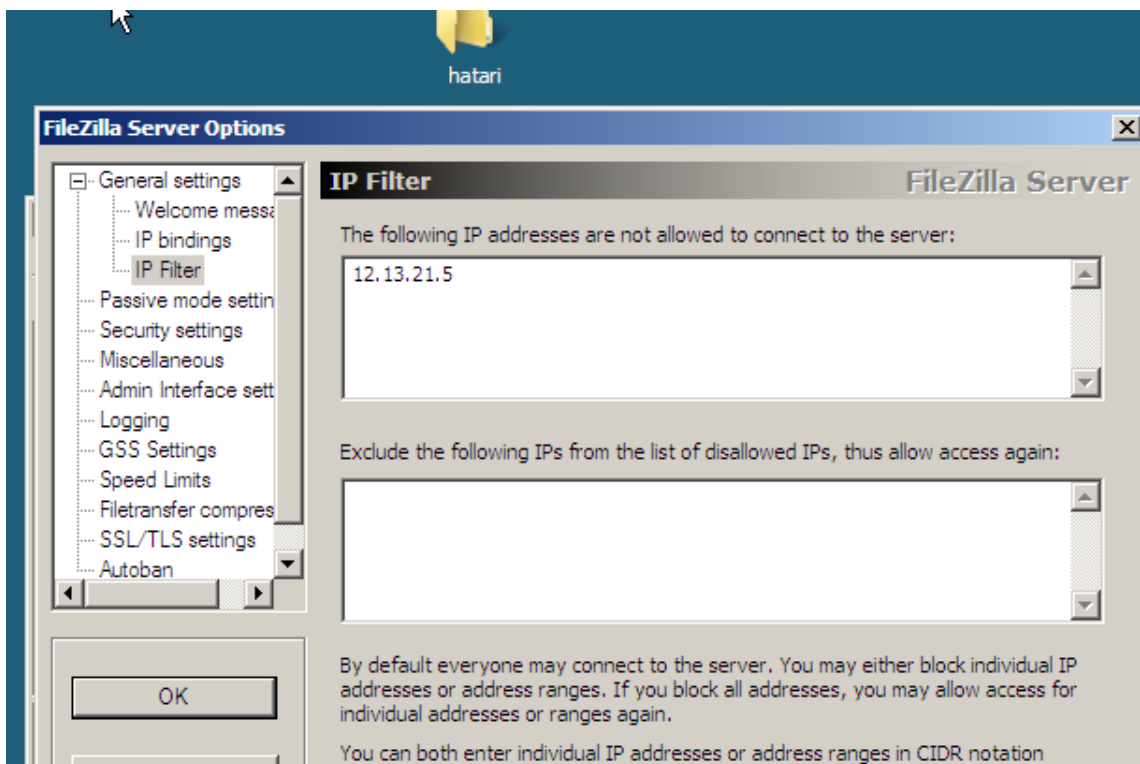 hatari
FileZilla Server Options
General settings
Welcome messa
IP bindings
IP Filter
Passive mode settin
Security settings
Miscellaneous
Admin Interface sett
Logging
GSS Settings
Speed Limits
Filetransfer compres
SSL/TLS settings
Autoban
OK
IP Filter
FileZilla Server
The following IP addresses are not allowed to connect to the server:
12.13.21.5
Exclude the following IPs from the list of disallowed IPs, thus allow access again:
By default everyone may connect to the server. You may either block individual IP
addresses or address ranges. If you block all addresses, you may allow access for
individual addresses or ranges again.
You can both enter individual IP addresses or address ranges in CIDR notation